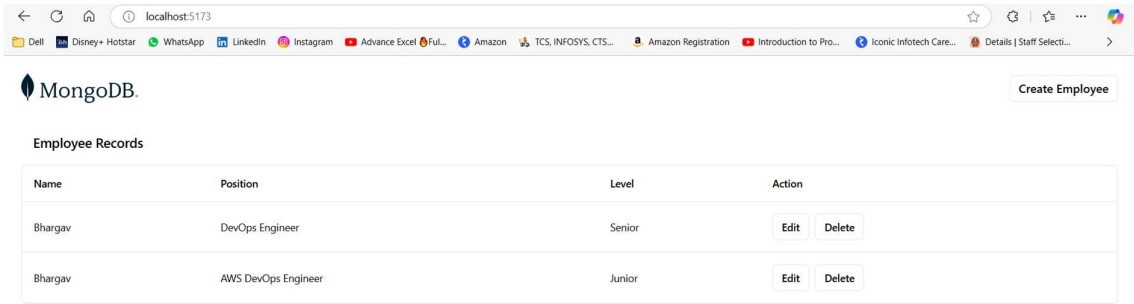 localhost:5173
Dell Disney+ Hotstar WhatsApp LinkedIn Instagram Advance Excel🔥Ful... Amazon TCS, INFOSYS, CTS... Amazon Registration Introduction to Pro... Iconic Infotech Care... Details | Staff Selecti...
MongoDB.
Create Employee
Employee Records
Name Position Level Action
Bhargav DevOps Engineer Senior Edit Delete
Bhargav AWS DevOps Engineer Junior Edit Delete